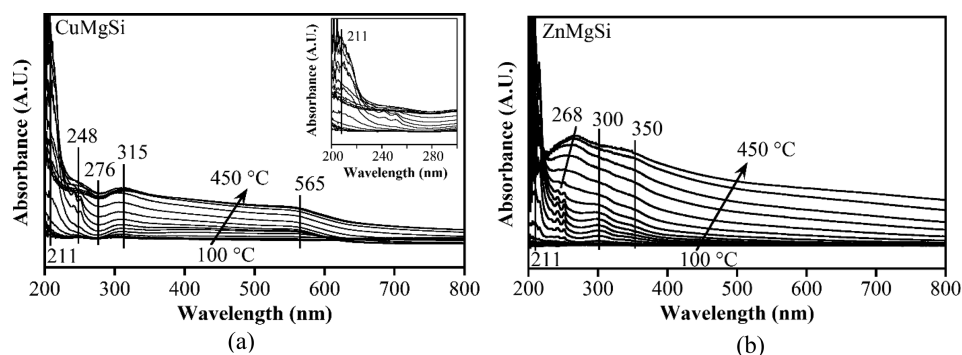 CuMgSi
Absorbance (A.U.)
211
248
276
315
450 °C
565
100 °C
200 300 400 500 600 700 800
Wavelength (nm)
Absorbance (A.U.)
211
200 240 280
Wavelength (nm)
(a)
ZnMgSi
Absorbance (A.U.)
268
300
350
450 °C
211
100 °C
200 300 400 500 600 700 800
Wavelength (nm)
(b)